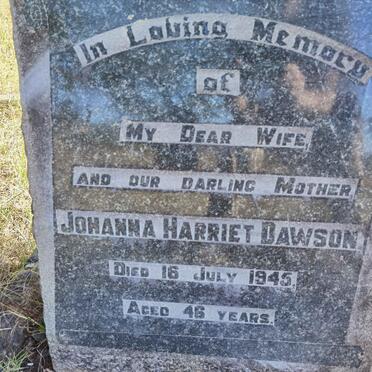 In Loving Memory
of
My Dear Wife
and our darling Mother
Johanna Harriet Dawson
Died 16 July 1945.
Aged 46 years.